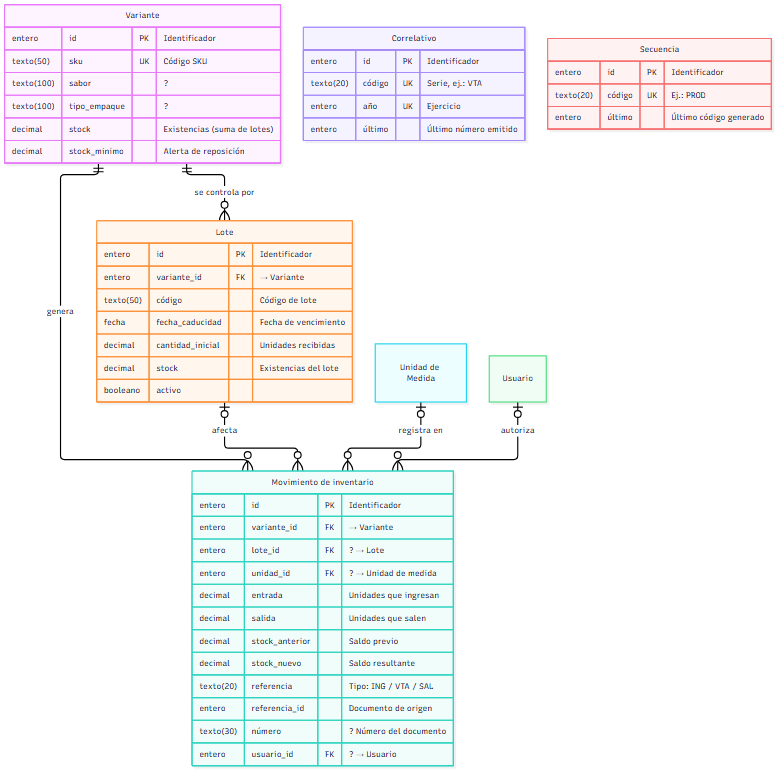 Variante
entero id PK Identificador
texto(50) sku UK Código SKU
texto(100) sabor ?
texto(100) tipo_empaque ?
decimal stock Existencias (suma de lotes)
decimal stock_minimo Alerta de reposición
Correlativo
entero id PK Identificador
texto(20) código UK Serie, ej.: VTA
entero año UK Ejercicio
entero último Último número emitido
Secuencia
entero id PK Identificador
texto(20) código UK Ej.: PROD
entero último Último código generado
se controla por
Lote
entero id PK Identificador
entero variante_id FK → Variante
texto(50) código Código de lote
fecha fecha_caducidad Fecha de vencimiento
decimal cantidad_inicial Unidades recibidas
decimal stock Existencias del lote
booleano activo
genera
Unidad de
Medida
Usuario
afecta
registra en
autoriza
Movimiento de inventario
entero id PK Identificador
entero variante_id FK → Variante
entero lote_id FK ? → Lote
entero unidad_id FK ? → Unidad de medida
decimal entrada Unidades que ingresan
decimal salida Unidades que salen
decimal stock_anterior Saldo previo
decimal stock_nuevo Saldo resultante
texto(20) referencia Tipo: ING / VTA / SAL
entero referencia_id Documento de origen
texto(30) número ? Número del documento
entero usuario_id FK ? → Usuario